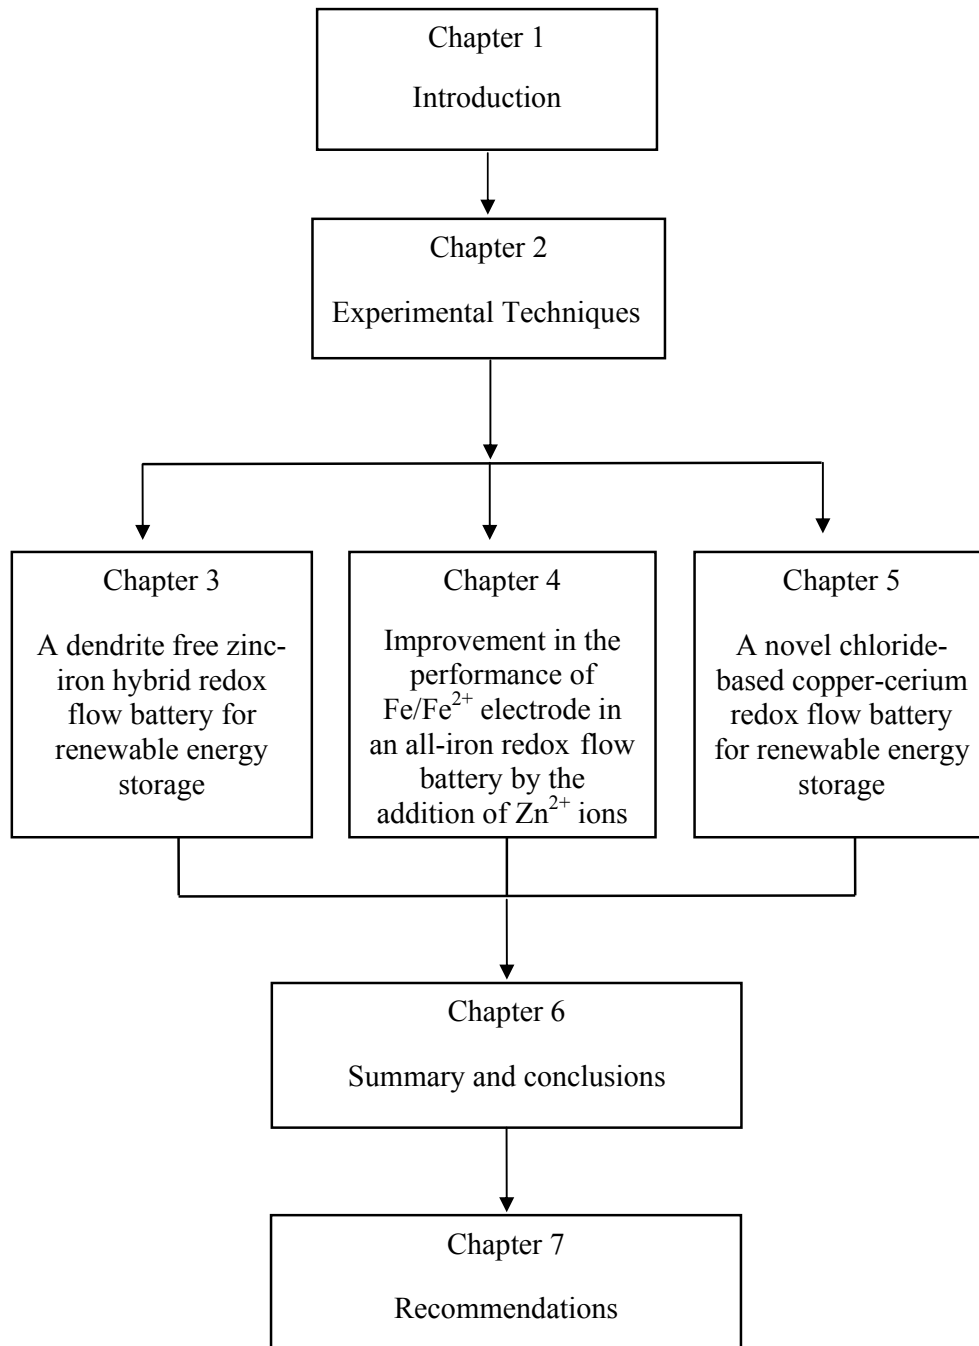 Chapter 1
Introduction
Chapter 2
Experimental Techniques
Chapter 3
A dendrite free zinc-
iron hybrid redox
flow battery for
renewable energy
storage
Chapter 4
Improvement in the
performance of
Fe/Fe²⁺ electrode in
an all-iron redox flow
battery by the
addition of Zn²⁺ ions
Chapter 5
A novel chloride-
based copper-cerium
redox flow battery
for renewable energy
storage
Chapter 6
Summary and conclusions
Chapter 7
Recommendations